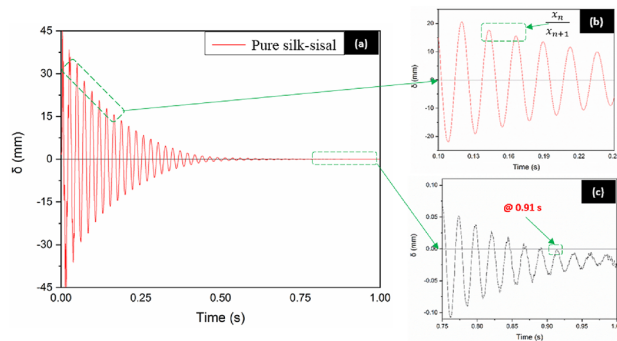 Pure silk-sisal
(a)
45
30
15
0
-15
-30
-45
δ (mm)
0.00 0.25 0.50 0.75 1.00
Time (s)
(b)
x_n
x_{n+1}
20
10
0
-10
-20
δ (mm)
0.10 0.13 0.16 0.19 0.22
Time (s)
(c)
@ 0.91 s
0.10
0.05
0.00
-0.05
-0.10
δ (mm)
0.75 0.80 0.85 0.90 0.95
Time (s)